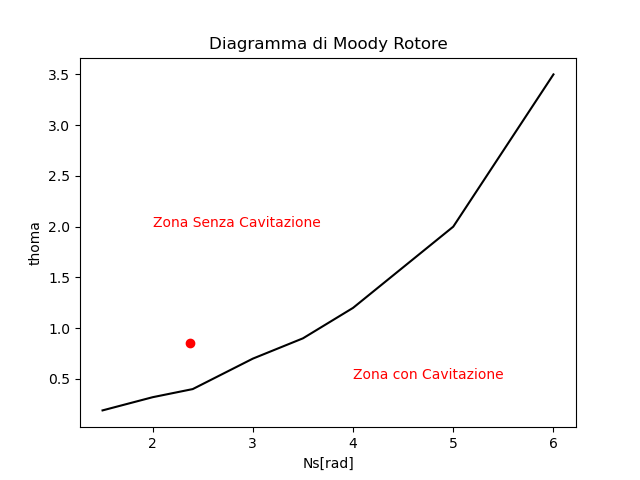 Diagramma di Moody Rotore
3.5
3.0
2.5
2.0
1.5
1.0
0.5
thoma
Zona Senza Cavitazione
Zona con Cavitazione
2 3 4 5 6
Ns[rad]